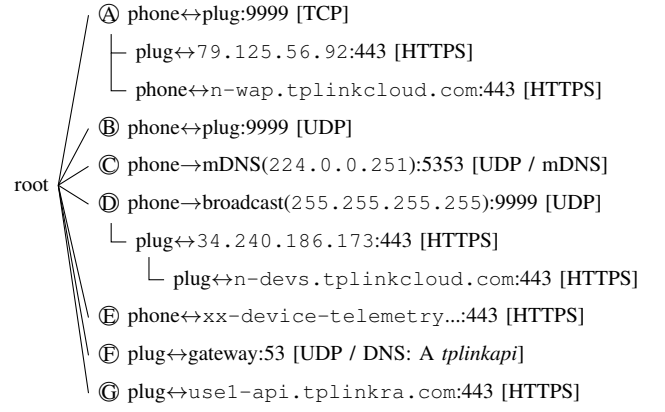 Ⓐ phone↔plug:9999 [TCP]
plug↔79.125.56.92:443 [HTTPS]
phone↔n-wap.tplinkcloud.com:443 [HTTPS]
Ⓑ phone↔plug:9999 [UDP]
Ⓒ phone→mDNS(224.0.0.251):5353 [UDP / mDNS]
root
Ⓓ phone→broadcast(255.255.255.255):9999 [UDP]
plug↔34.240.186.173:443 [HTTPS]
plug↔n-devs.tplinkcloud.com:443 [HTTPS]
Ⓔ phone↔xx-device-telemetry...:443 [HTTPS]
Ⓕ plug↔gateway:53 [UDP / DNS: A tplinkapi]
Ⓖ plug↔use1-api.tplinkra.com:443 [HTTPS]